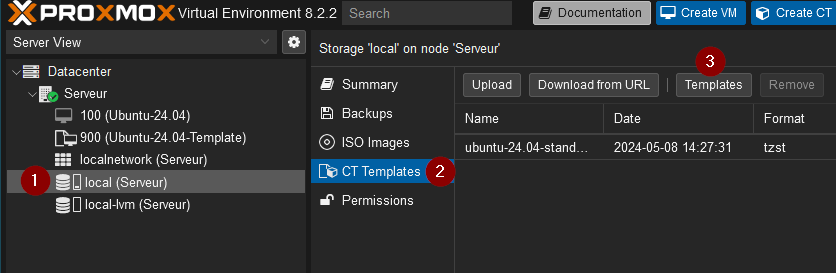 PROXMOX Virtual Environment 8.2.2 Search Documentation Create VM Create CT
Server View
Storage 'local' on node 'Serveur'
Datacenter
Serveur
100 (Ubuntu-24.04)
900 (Ubuntu-24.04-Template)
localnetwork (Serveur)
1 local (Serveur)
local-lvm (Serveur)
Summary
Backups
ISO Images
CT Templates 2
Permissions
3
Upload Download from URL Templates Remove
Name Date Format
ubuntu-24.04-stand... 2024-05-08 14:27:31 tzst